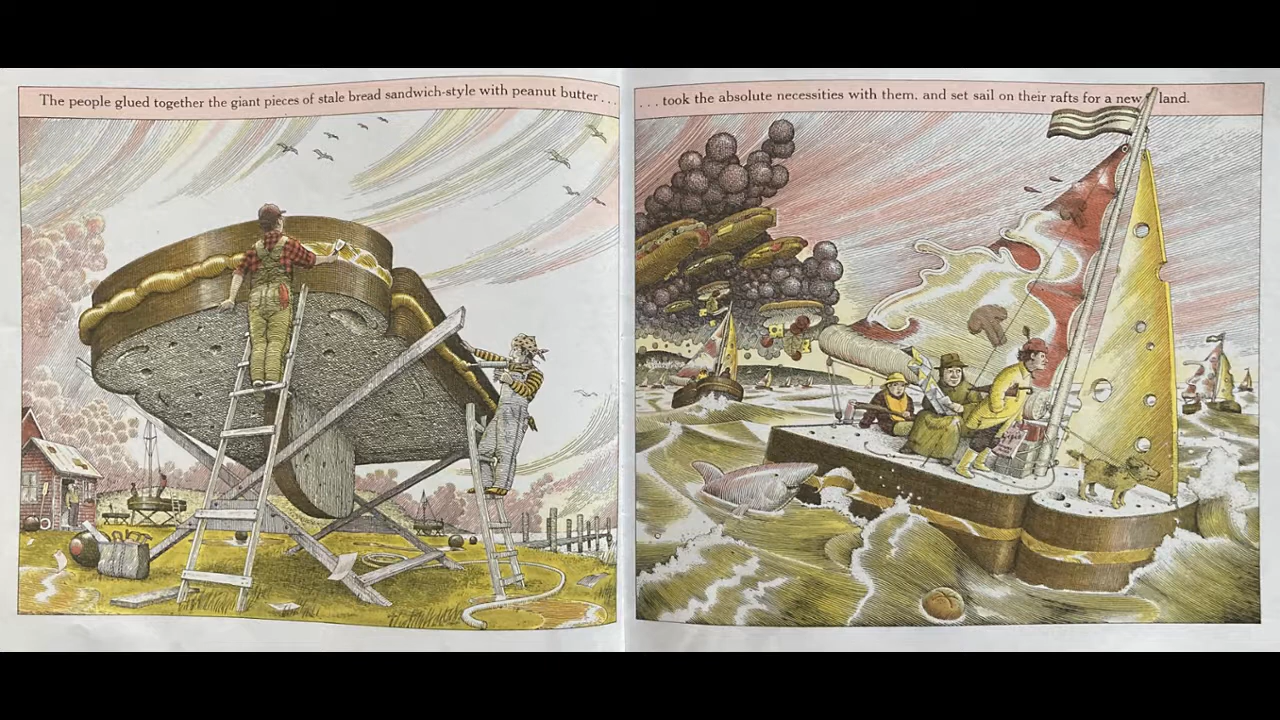 The people glued together the giant pieces of stale bread sandwich-style with peanut butter . . .
. . . took the absolute necessities with them, and set sail on their rafts for a new land.